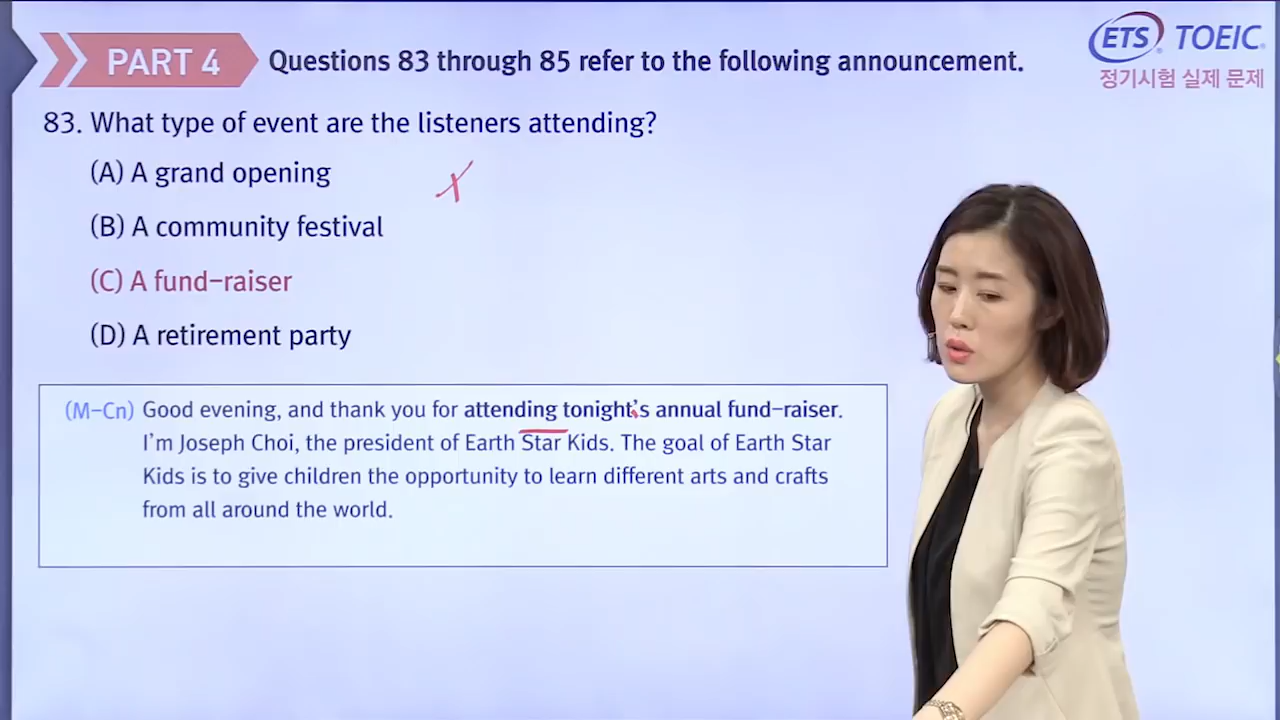 PART 4
Questions 83 through 85 refer to the following announcement.
ETS TOEIC
정기시험 실제 문제
83. What type of event are the listeners attending?
(A) A grand opening
(B) A community festival
(C) A fund-raiser
(D) A retirement party
(M-Cn) Good evening, and thank you for attending tonight's annual fund-raiser.
I'm Joseph Choi, the president of Earth Star Kids. The goal of Earth Star
Kids is to give children the opportunity to learn different arts and crafts
from all around the world.